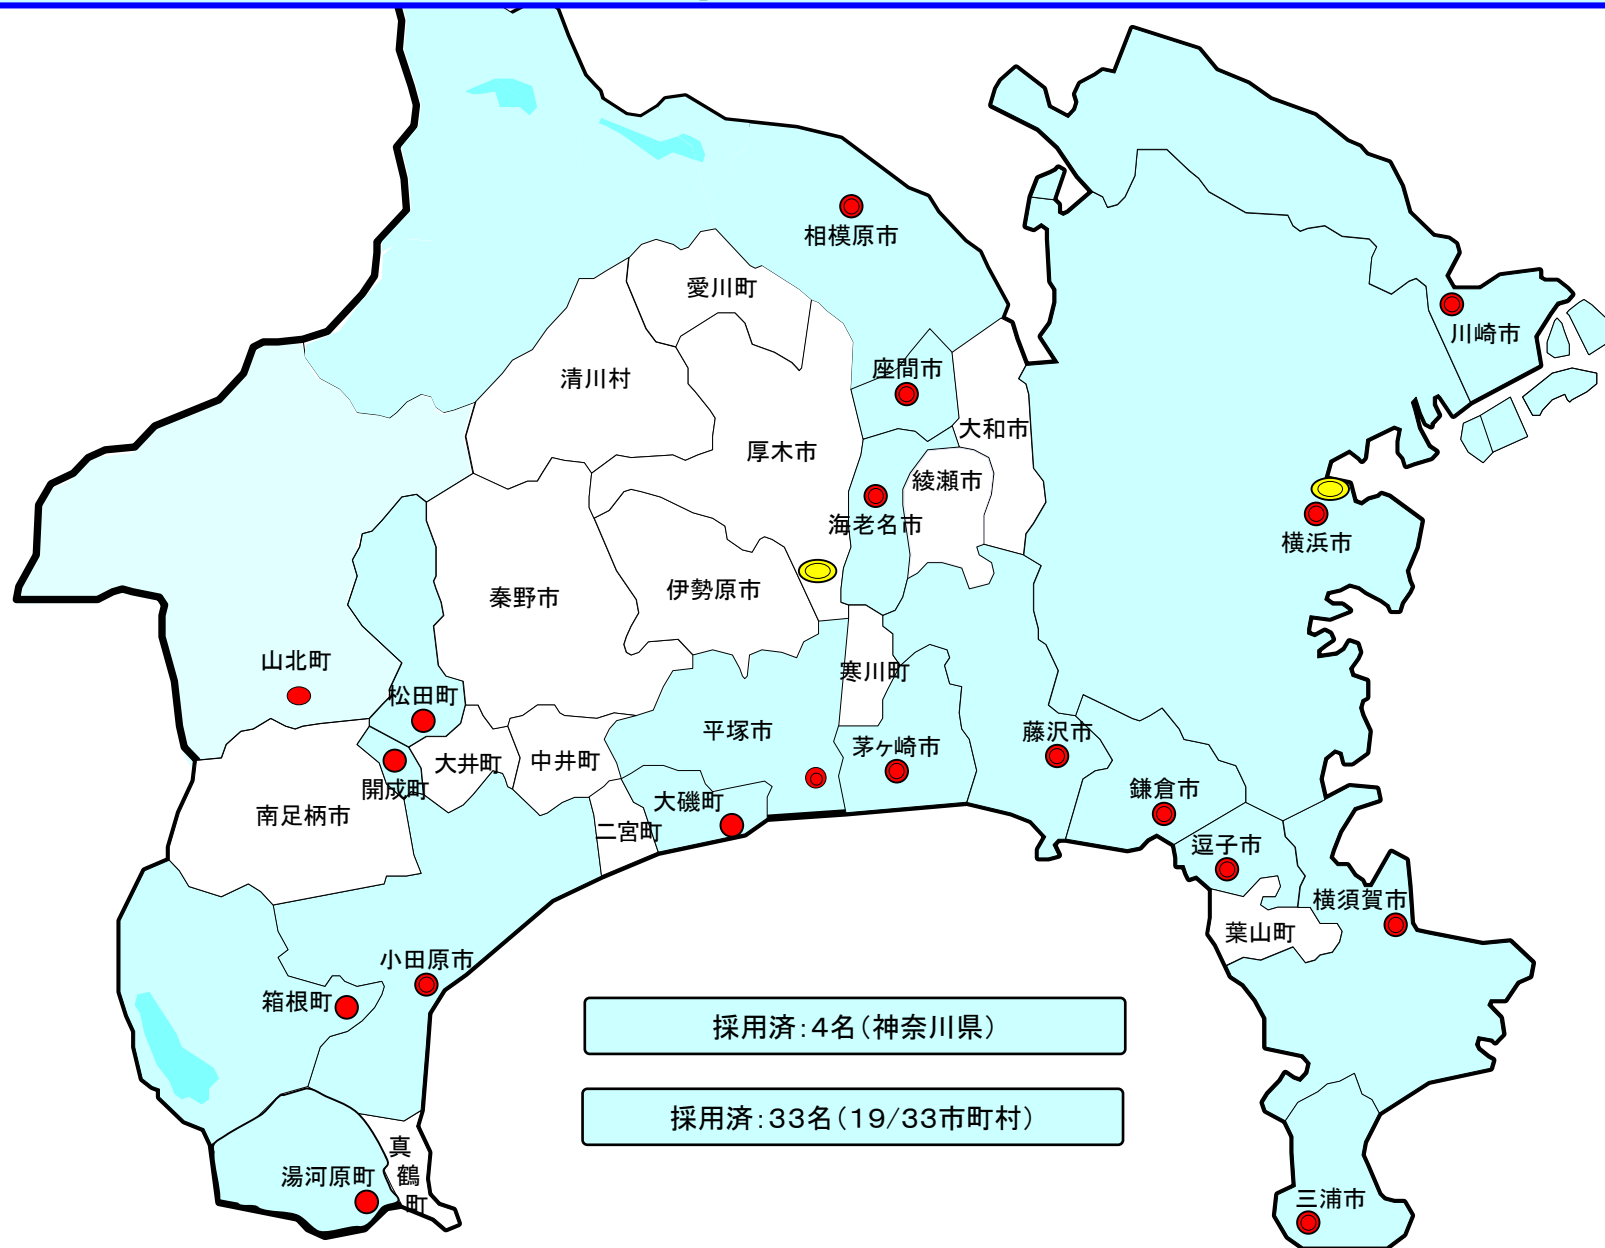 相模原市
愛川町
川崎市
清川村
座間市
大和市
厚木市
綾瀬市
海老名市
横浜市
伊勢原市
秦野市
山北町
寒川町
松田町
平塚市
藤沢市
茅ヶ崎市
中井町
大井町
開成町
鎌倉市
大磯町
南足柄市
二宮町
逗子市
横須賀市
葉山町
小田原市
箱根町
採用済：4名（神奈川県）
採用済：33名（19/33市町村）
真鶴町
湯河原町
三浦市